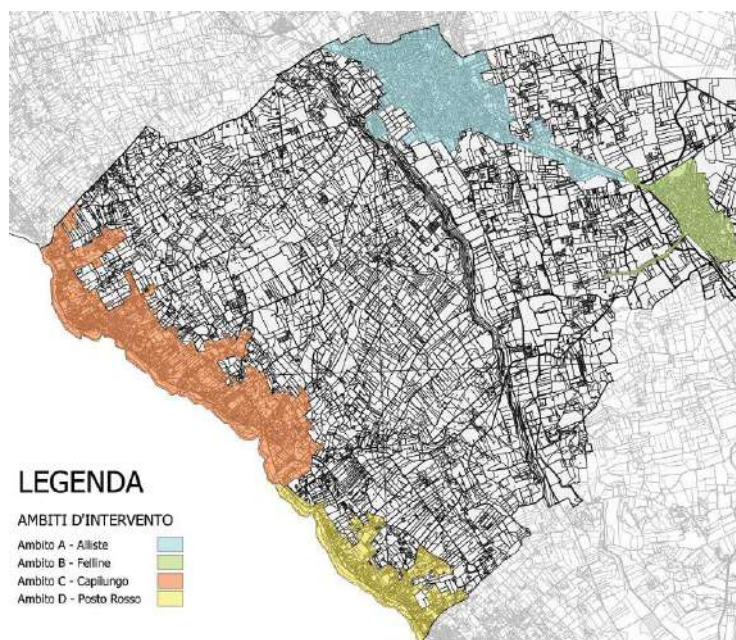 LEGENDA
AMBITI D'INTERVENTO
Ambito A - Alliste
Ambito B - Felline
Ambito C - Capilungo
Ambito D - Posto Rosso